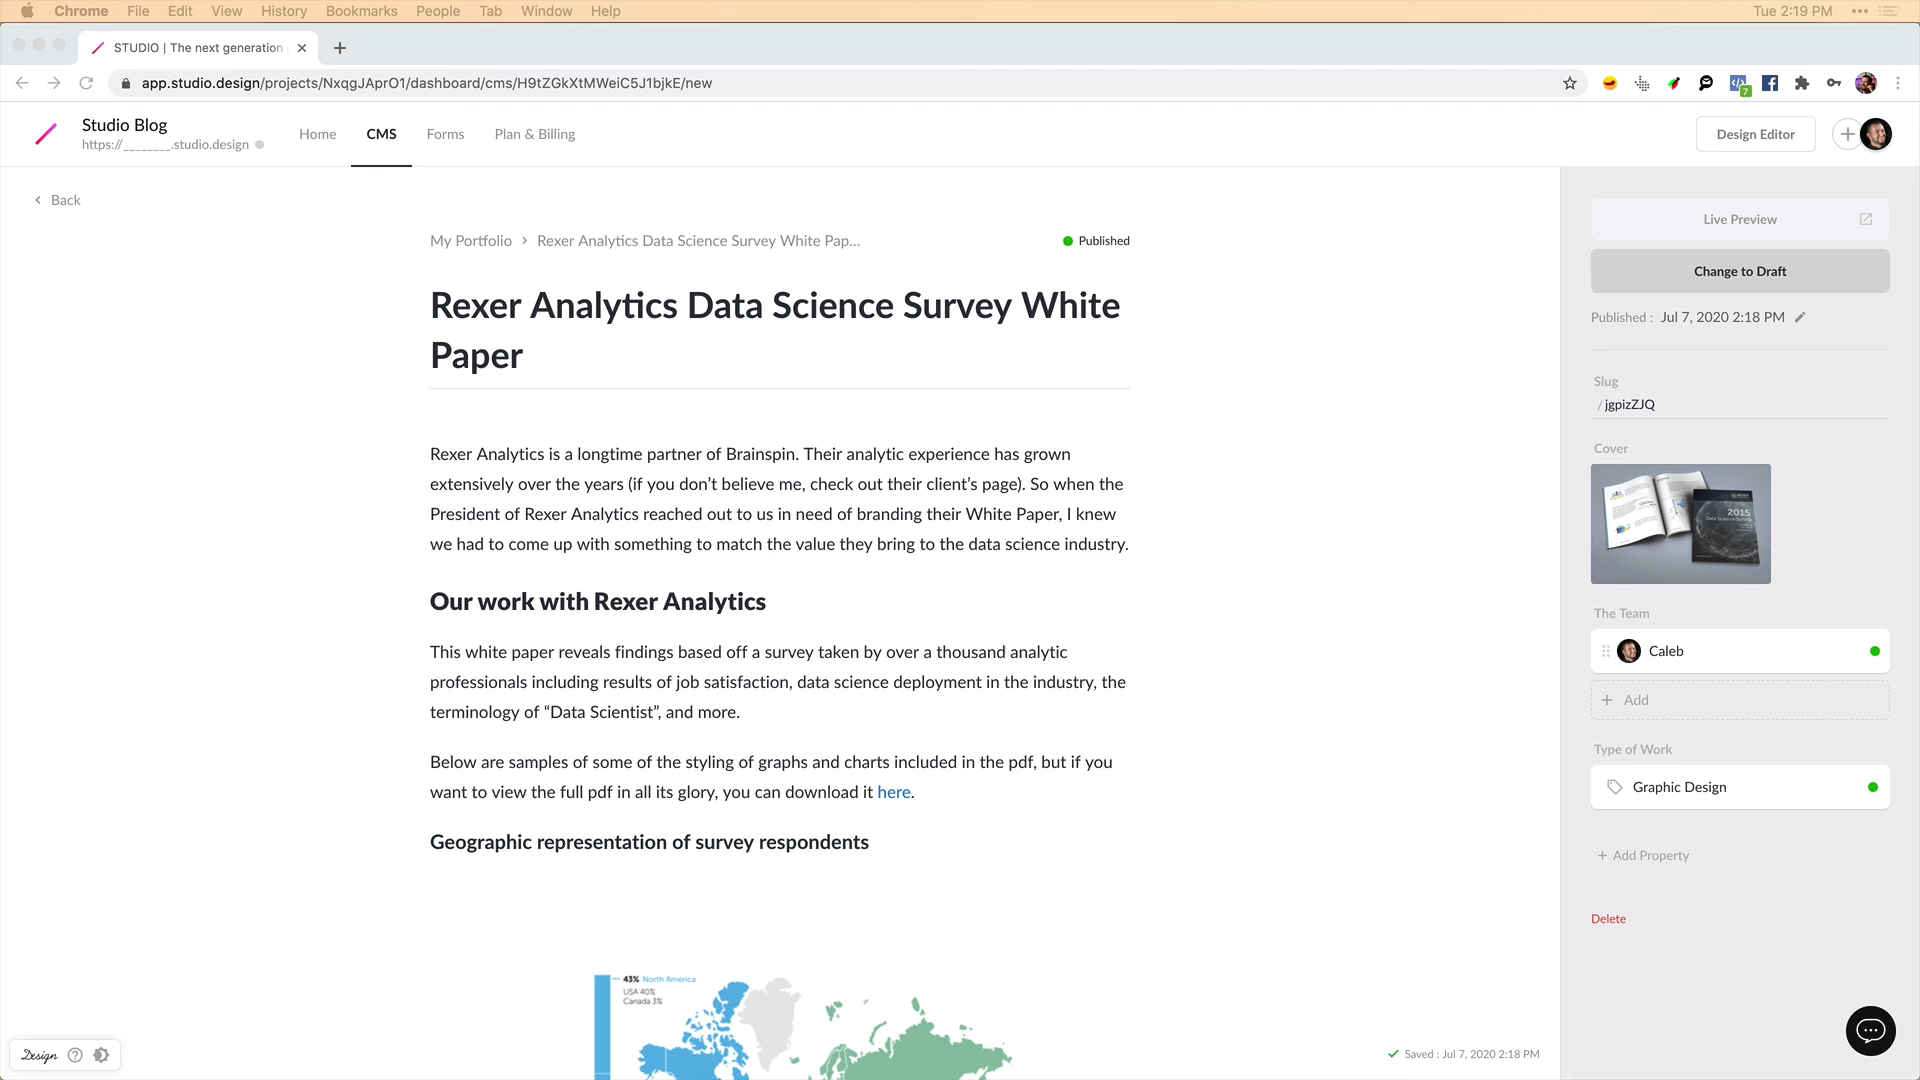 Chrome File Edit View History Bookmarks People Tab Window Help Tue 2:19 PM
STUDIO | The next generation
app.studio.design/projects/NxqgJAprO1/dashboard/cms/H9tZGkXtMWeiC5J1bjkE/new
7
Studio Blog
https://________.studio.design
Home CMS Forms Plan & Billing
Design Editor
Back
My Portfolio > Rexer Analytics Data Science Survey White Pap...
Published
Rexer Analytics Data Science Survey White
Paper
Rexer Analytics is a longtime partner of Brainspin. Their analytic experience has grown
extensively over the years (if you don’t believe me, check out their client’s page). So when the
President of Rexer Analytics reached out to us in need of branding their White Paper, I knew
we had to come up with something to match the value they bring to the data science industry.
Our work with Rexer Analytics
This white paper reveals findings based off a survey taken by over a thousand analytic
professionals including results of job satisfaction, data science deployment in the industry, the
terminology of “Data Scientist”, and more.
Below are samples of some of the styling of graphs and charts included in the pdf, but if you
want to view the full pdf in all its glory, you can download it here.
Geographic representation of survey respondents
43% North America
USA 40%
Canada 3%
Live Preview
Change to Draft
Published : Jul 7, 2020 2:18 PM
Slug
/ jgpizZJQ
Cover
2015
Data Science Survey
The Team
Caleb
+ Add
Type of Work
Graphic Design
+ Add Property
Delete
Design
Saved : Jul 7, 2020 2:18 PM